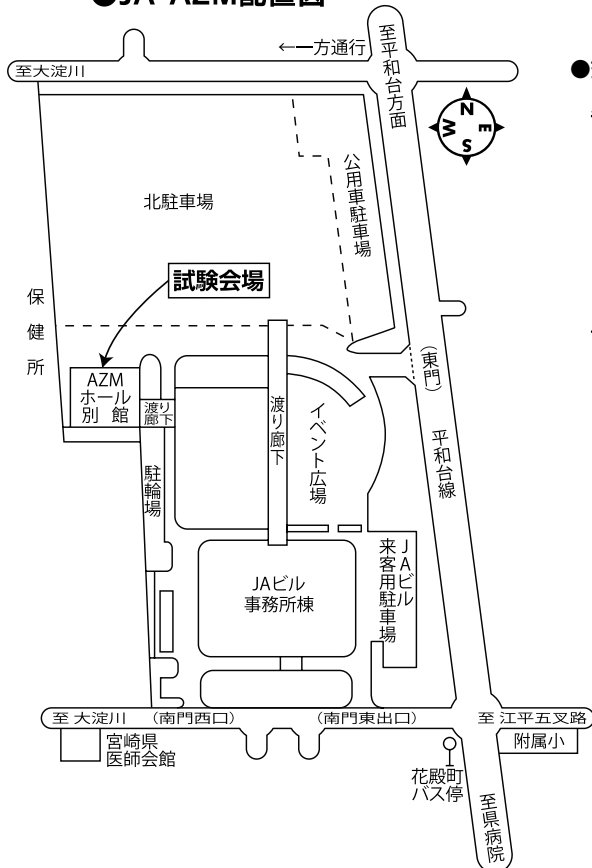 ●JA･AZM配置図
←一方通行
至大淀川
至平和台方面
N
W
E
S
北駐車場
公用車駐車場
試験会場
保健所
(東門)
AZM
ホール
別　館
渡り
廊下
渡り廊下
イベント広場
平和台線
駐輪場
JAビル
事務所棟
JAビル
来客用駐車場
至 大淀川
(南門西口)
(南門東出口)
至 江平五叉路
宮崎県
医師会館
附属小
花殿町
バス停
至県病院